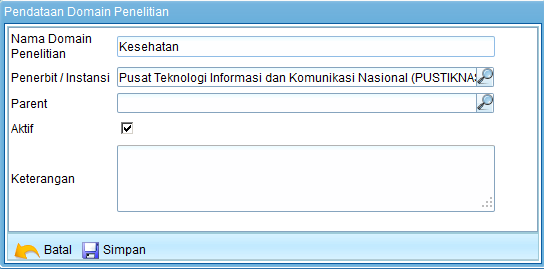 Pendataan Domain Penelitian
Nama Domain
Penelitian
Kesehatan
Penerbit / Instansi
Pusat Teknologi Informasi dan Komunikasi Nasional (PUSTIKNAS
Parent
Aktif
Keterangan
Batal
Simpan